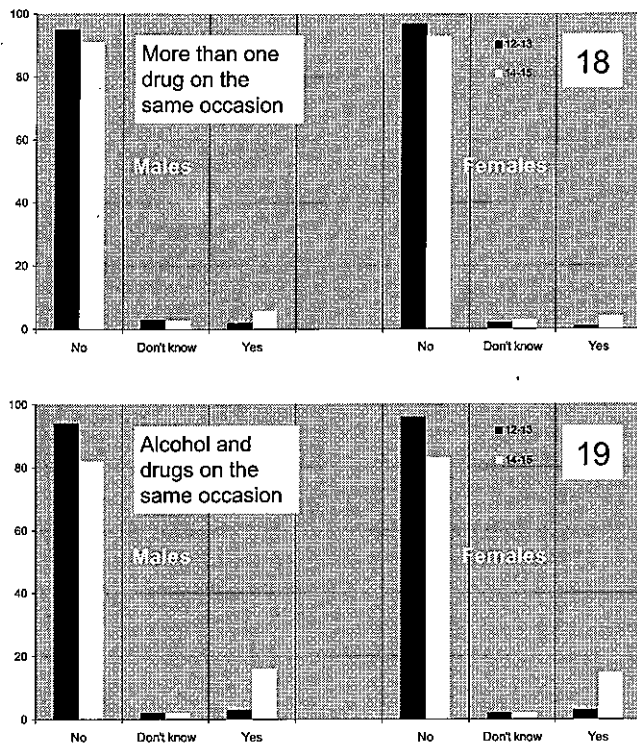 100
80
60
40
20
0
More than one
drug on the
same occasion
Males
Females
12-13
14-15
18
No
Don't know
Yes
No
Don't know
Yes
100
80
60
40
20
0
Alcohol and
drugs on the
same occasion
Males
Females
12-13
14-15
19
No
Don't know
Yes
No
Don't know
Yes